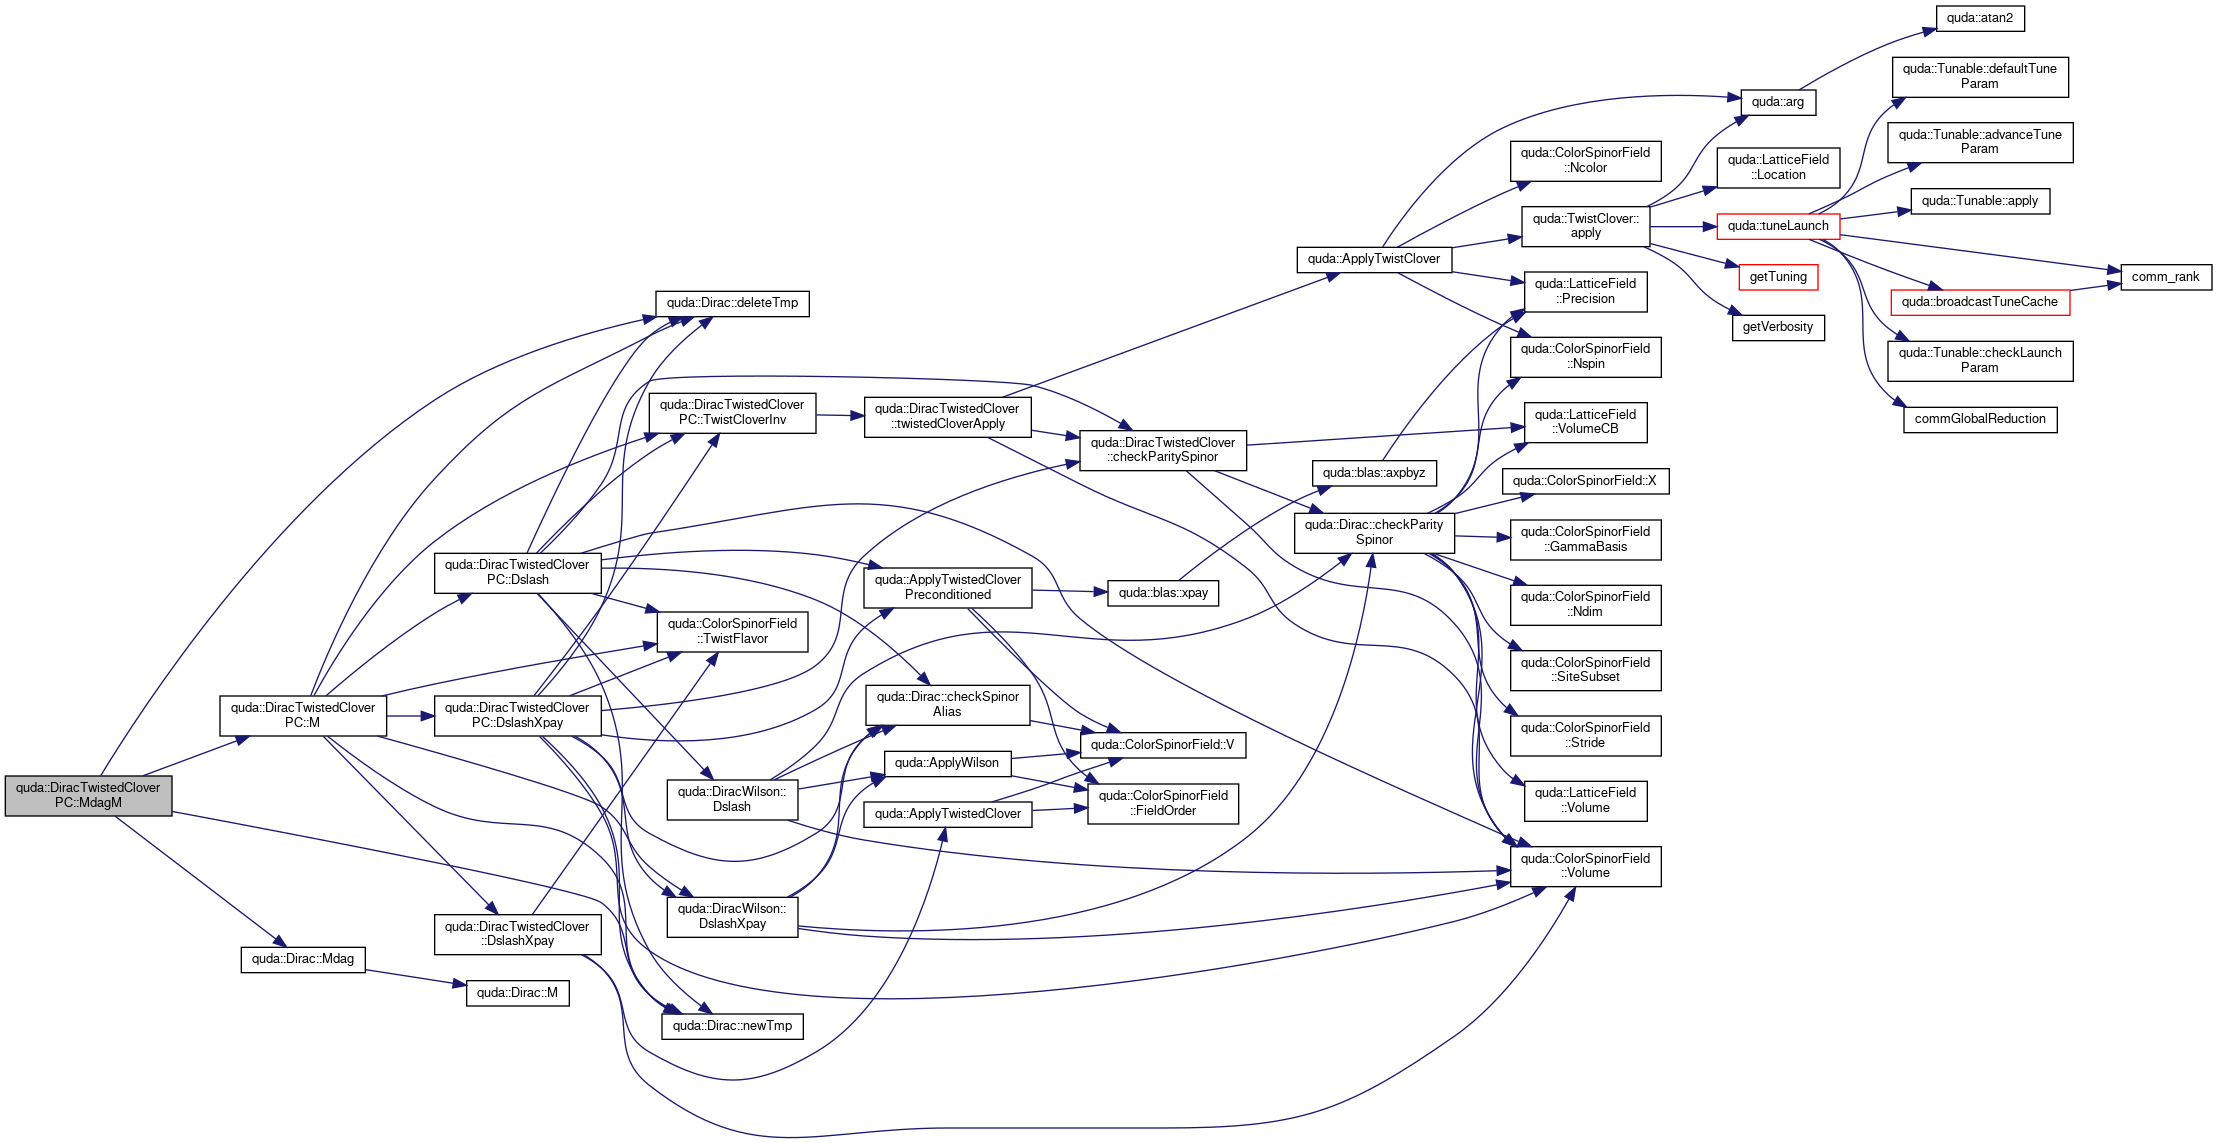 quda::DiracTwistedClover
PC::MdagM
quda::DiracTwistedClover
PC::M
quda::Dirac::Mdag
quda::DiracTwistedClover
PC::Dslash
quda::DiracTwistedClover
PC::DslashXpay
quda::DiracTwistedClover
::DslashXpay
quda::Dirac::M
quda::Dirac::deleteTmp
quda::DiracTwistedClover
PC::TwistCloverInv
quda::ColorSpinorField
::TwistFlavor
quda::DiracWilson::
Dslash
quda::DiracWilson::
DslashXpay
quda::Dirac::newTmp
quda::DiracTwistedClover
::twistedCloverApply
quda::ApplyTwistedClover
Preconditioned
quda::Dirac::checkSpinor
Alias
quda::ApplyWilson
quda::ApplyTwistedClover
quda::DiracTwistedClover
::checkParitySpinor
quda::blas::xpay
quda::ColorSpinorField::V
quda::ColorSpinorField
::FieldOrder
quda::ApplyTwistClover
quda::blas::axpbyz
quda::Dirac::checkParity
Spinor
quda::ColorSpinorField
::Ncolor
quda::TwistClover::
apply
quda::LatticeField
::Precision
quda::ColorSpinorField
::Nspin
quda::LatticeField
::VolumeCB
quda::ColorSpinorField::X
quda::ColorSpinorField
::GammaBasis
quda::ColorSpinorField
::Ndim
quda::ColorSpinorField
::SiteSubset
quda::ColorSpinorField
::Stride
quda::LatticeField
::Volume
quda::ColorSpinorField
::Volume
quda::arg
quda::LatticeField
::Location
quda::tuneLaunch
getTuning
getVerbosity
quda::atan2
quda::Tunable::defaultTune
Param
quda::Tunable::advanceTune
Param
quda::Tunable::apply
quda::broadcastTuneCache
quda::Tunable::checkLaunch
Param
commGlobalReduction
comm_rank